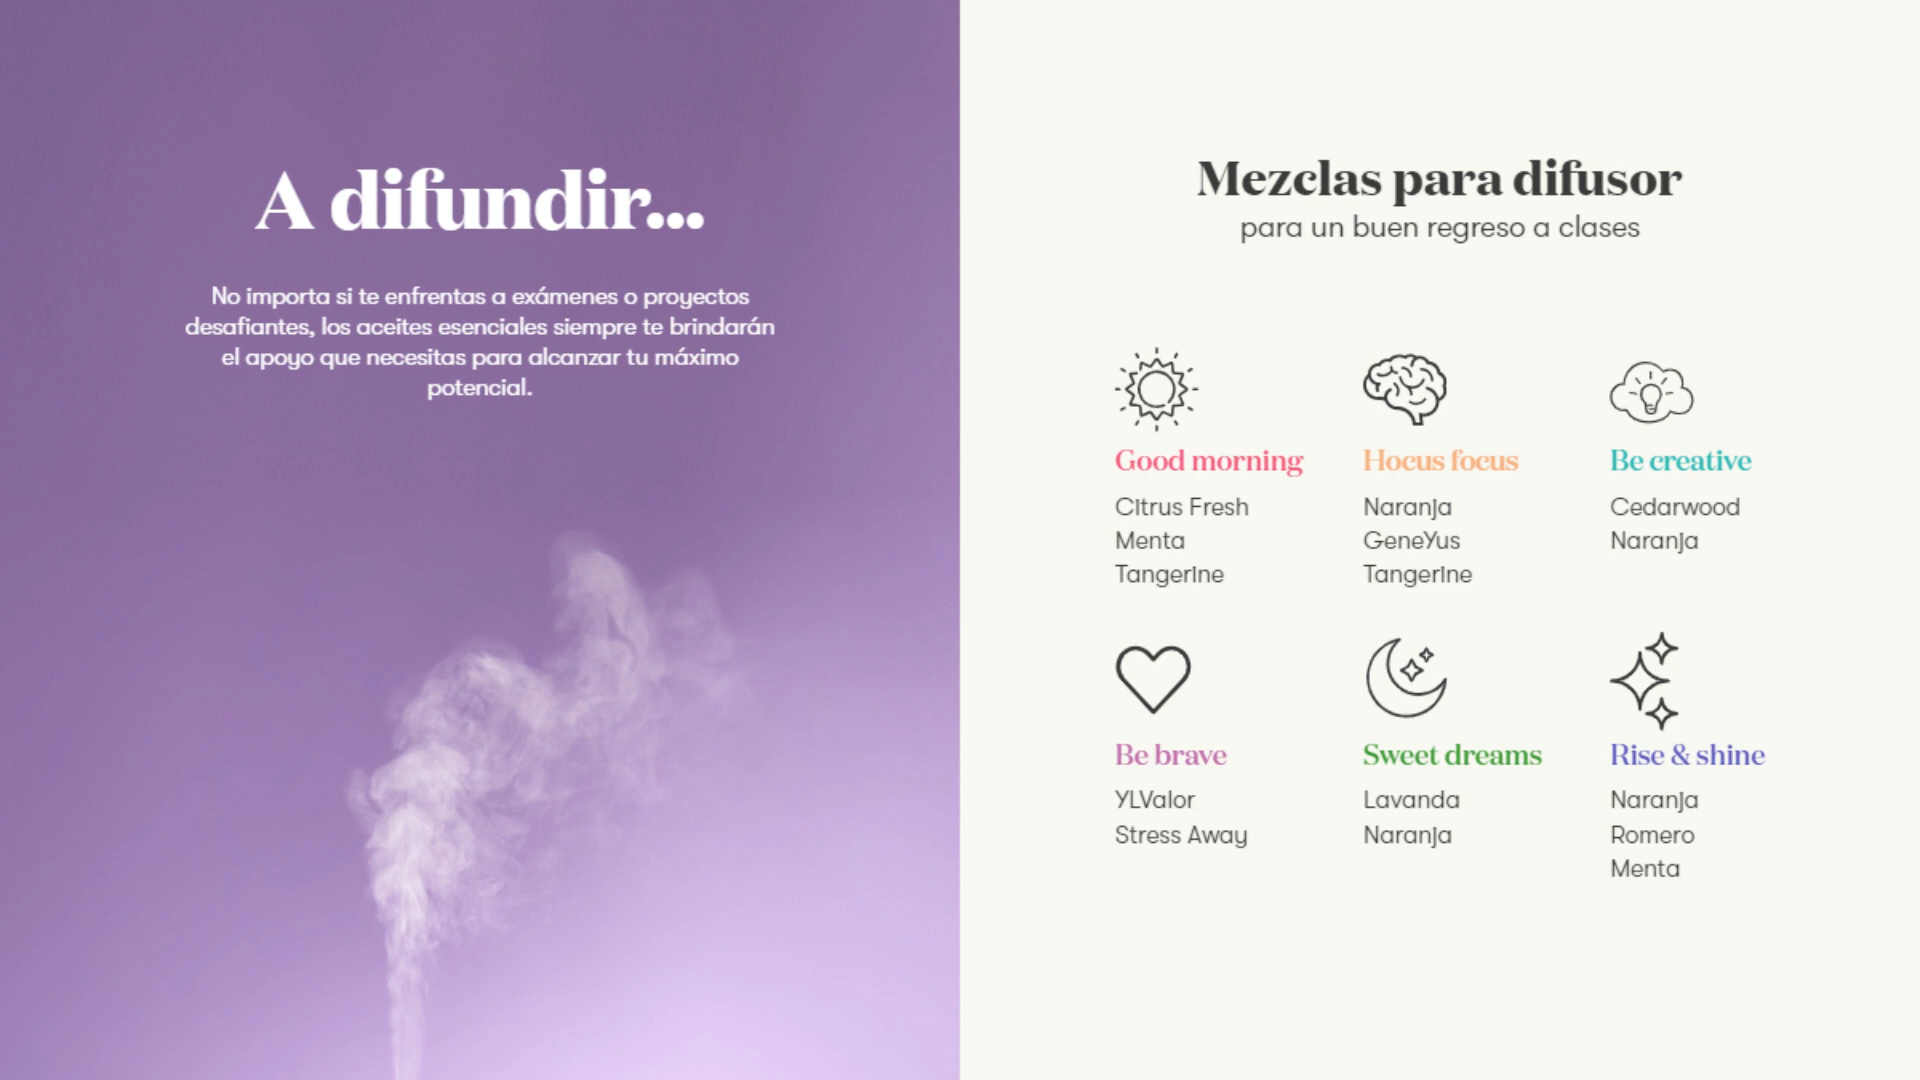 A difundir...
No importa si te enfrentas a exámenes o proyectos
desafiantes, los aceites esenciales siempre te brindarán
el apoyo que necesitas para alcanzar tu máximo
potencial.
Mezclas para difusor
para un buen regreso a clases
Good morning
Citrus Fresh
Menta
Tangerine
Hocus focus
Naranja
GeneYus
Tangerine
Be creative
Cedarwood
Naranja
Be brave
YLValor
Stress Away
Sweet dreams
Lavanda
Naranja
Rise & shine
Naranja
Romero
Menta